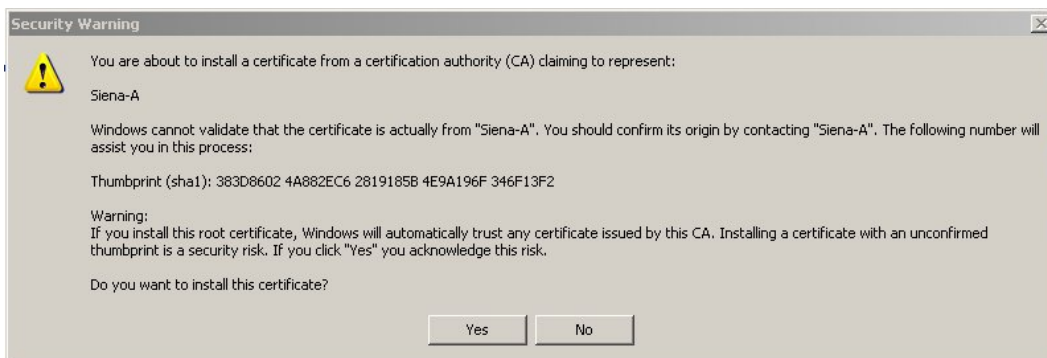 Security Warning
You are about to install a certificate from a certification authority (CA) claiming to represent:
Siena-A
Windows cannot validate that the certificate is actually from "Siena-A". You should confirm its origin by contacting "Siena-A". The following number will
assist you in this process:
Thumbprint (sha1): 383D8602 4A882EC6 2819185B 4E9A196F 346F13F2
Warning:
If you install this root certificate, Windows will automatically trust any certificate issued by this CA. Installing a certificate with an unconfirmed
thumbprint is a security risk. If you click "Yes" you acknowledge this risk.
Do you want to install this certificate?
Yes No